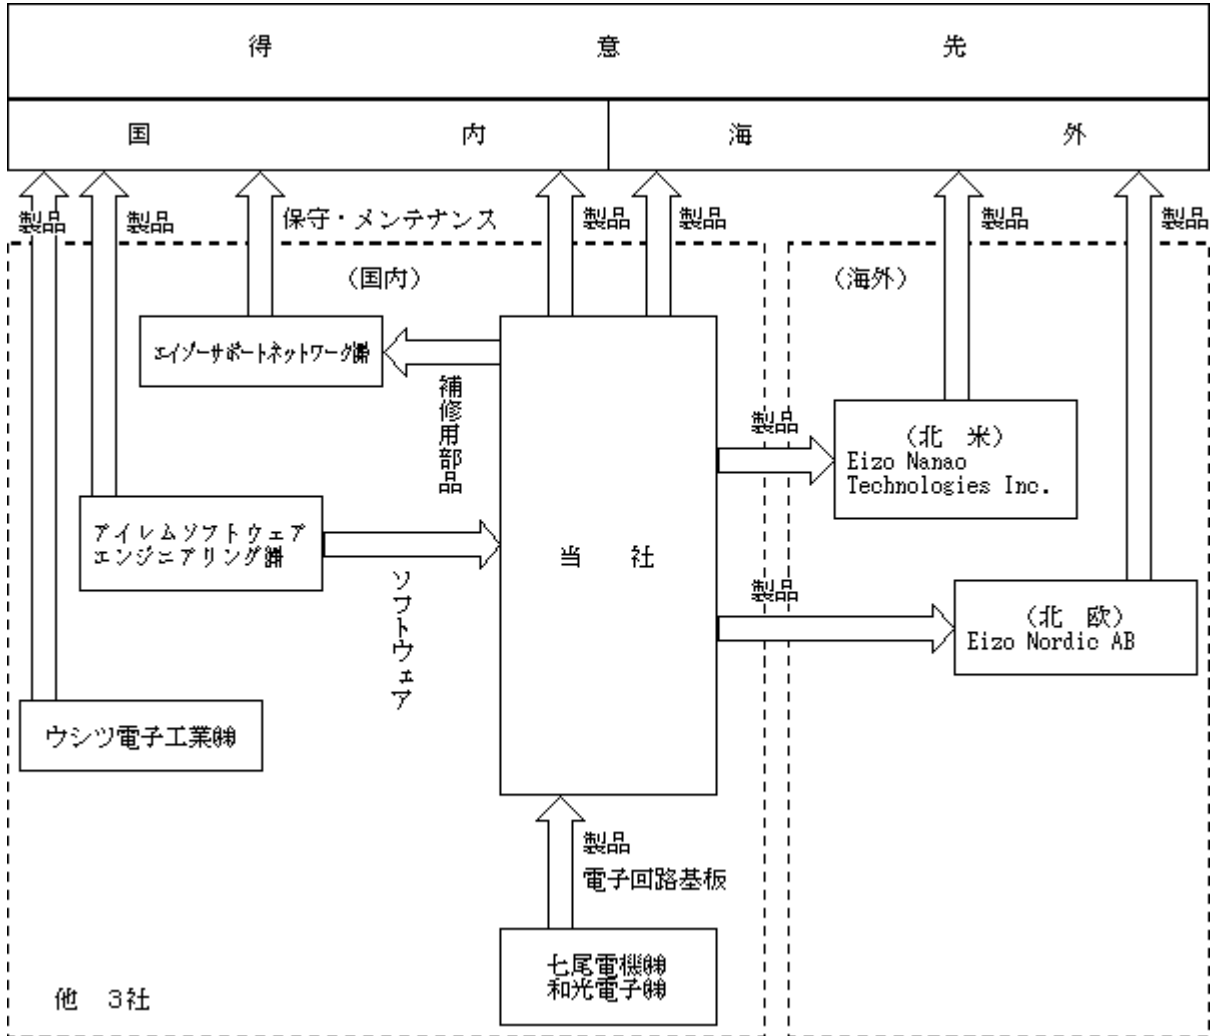 得 意 先
国 内
海 外
製品
製品
保守・メンテナンス
製品
製品
製品
製品
(国内)
(海外)
エイゾーサポートネットワーク㈱
補修用部品
製品
(北 米)
Eizo Nanao
Technologies Inc.
アイレムソフトウェア
エンジニアリング㈱
ソフトウェア
当 社
製品
(北 欧)
Eizo Nordic AB
ウシツ電子工業㈱
製品
電子回路基板
七尾電機㈱
和光電子㈱
他 3社